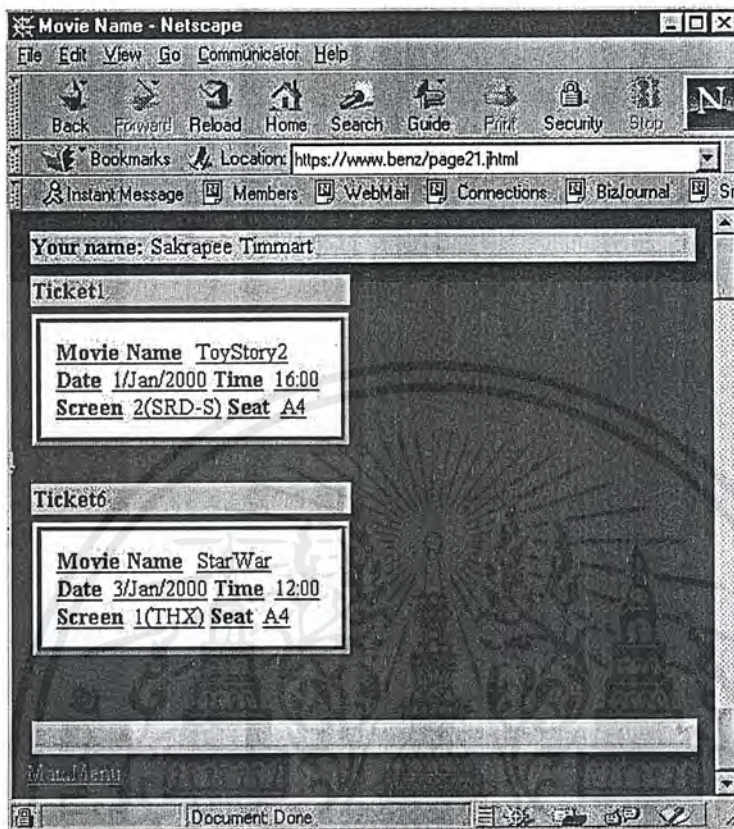 Movie Name - Netscape
File Edit View Go Communicator Help
Back Forward Reload Home Search Guide Print Security Stop
N
Bookmarks Location: https://www.benz/page21.jhtml
Instant Message Members WebMail Connections BizJournal
Your name: Sakrapee Timmart
Ticket1
Movie Name ToyStory2
Date 1/Jan/2000 Time 16:00
Screen 2(SRD-S) Seat A4
Ticket6
Movie Name StarWar
Date 3/Jan/2000 Time 12:00
Screen 1(THX) Seat A4
MainMenu
Document: Done